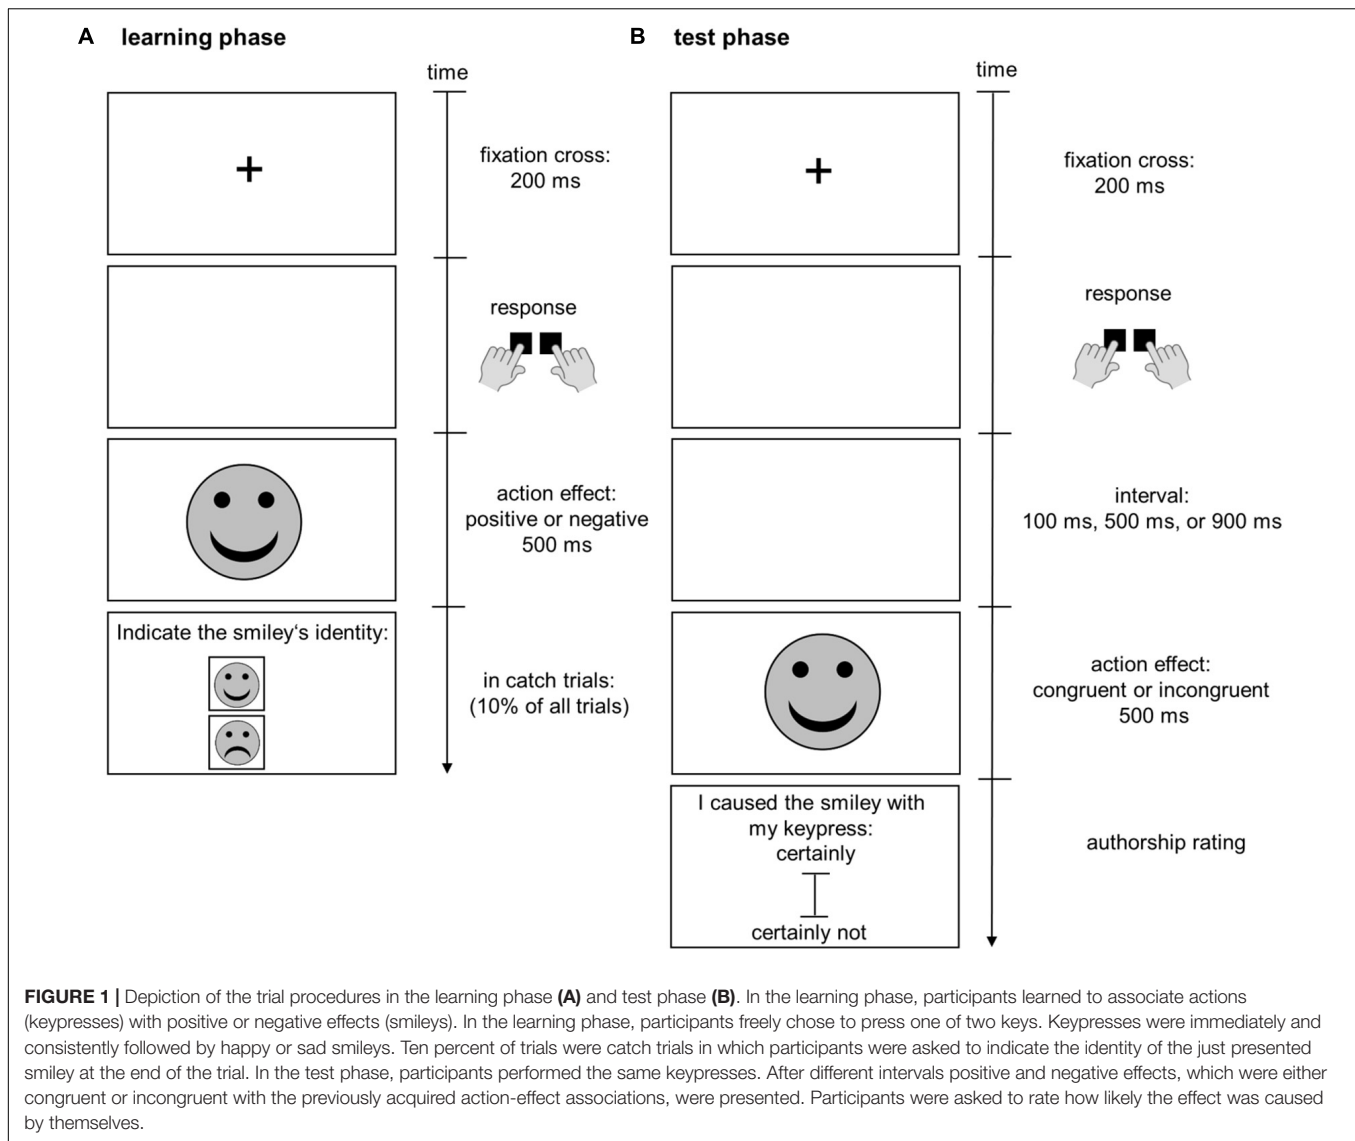 A learning phase
time
fixation cross:
200 ms
response
action effect:
positive or negative
500 ms
Indicate the smiley‘s identity:
in catch trials:
(10% of all trials)
B test phase
time
fixation cross:
200 ms
response
interval:
100 ms, 500 ms, or 900 ms
action effect:
congruent or incongruent
500 ms
I caused the smiley with
my keypress:
certainly
certainly not
authorship rating
FIGURE 1 | Depiction of the trial procedures in the learning phase (A) and test phase (B). In the learning phase, participants learned to associate actions
(keypresses) with positive or negative effects (smileys). In the learning phase, participants freely chose to press one of two keys. Keypresses were immediately and
consistently followed by happy or sad smileys. Ten percent of trials were catch trials in which participants were asked to indicate the identity of the just presented
smiley at the end of the trial. In the test phase, participants performed the same keypresses. After different intervals positive and negative effects, which were either
congruent or incongruent with the previously acquired action-effect associations, were presented. Participants were asked to rate how likely the effect was caused
by themselves.